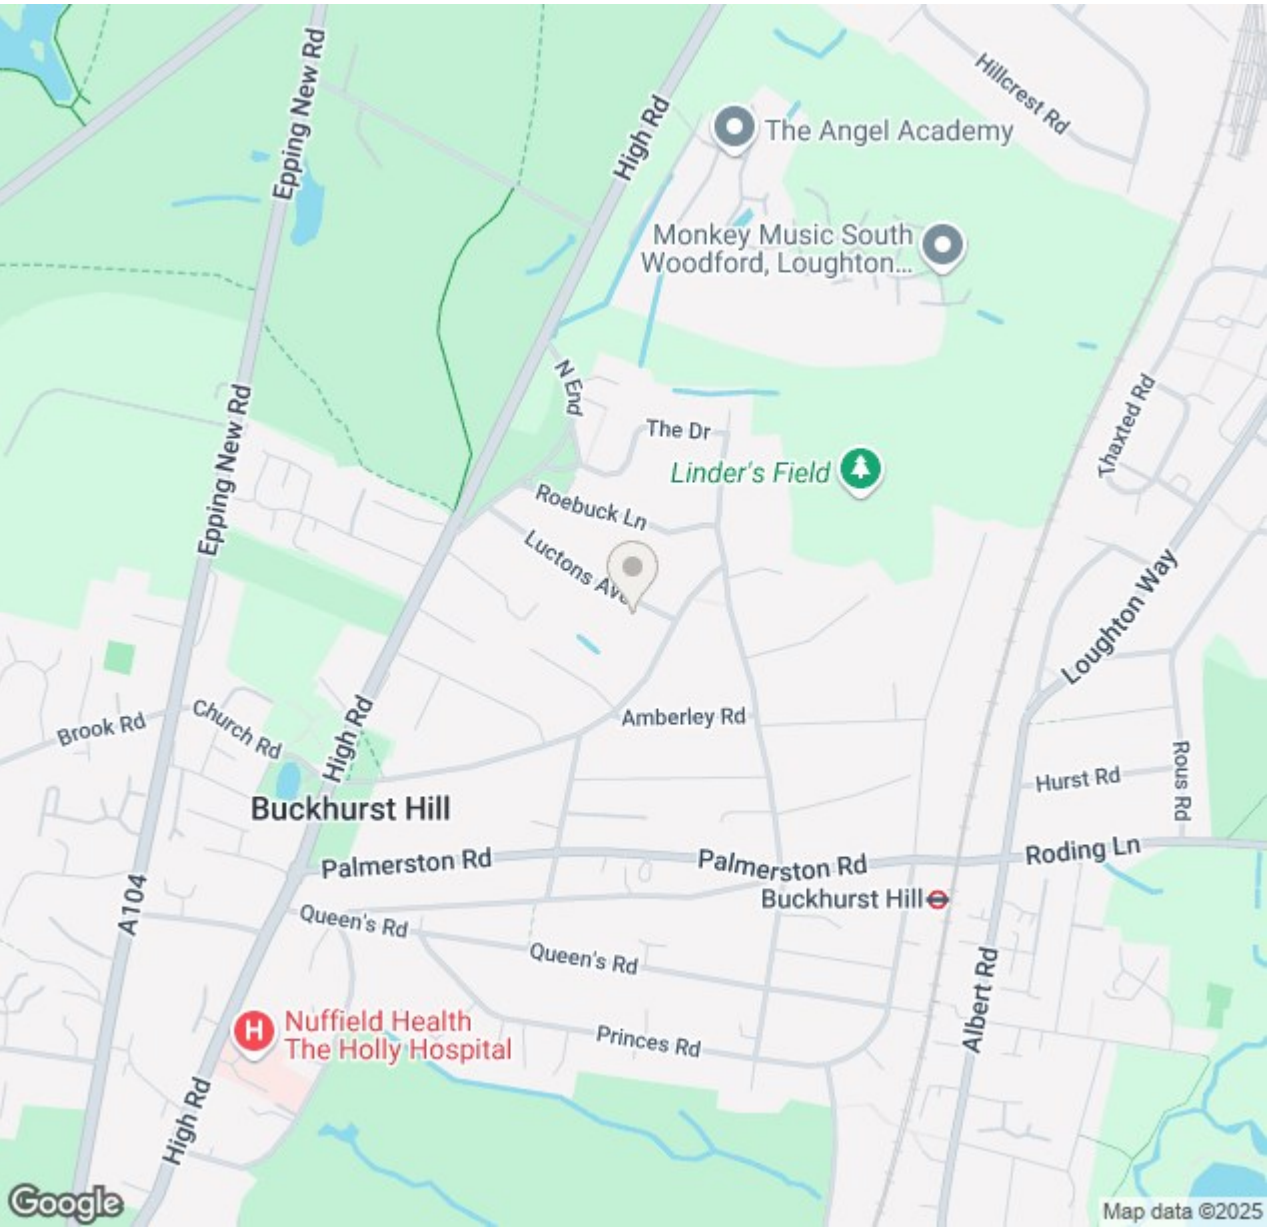 Epping New Rd
High Rd
Hillcrest Rd
The Angel Academy
Monkey Music South
Woodford, Loughton...
N End
The Dr
Thaxted Rd
Epping New Rd
Linder's Field
Roebuck Ln
Luctons Ave
Loughton Way
Brook Rd
Church Rd
High Rd
Amberley Rd
Hurst Rd
Rous Rd
Buckhurst Hill
Palmerston Rd
Palmerston Rd
Roding Ln
A104
Buckhurst Hill
Queen's Rd
Queen's Rd
Albert Rd
Nuffield Health
The Holly Hospital
Princes Rd
High Rd
Google
Map data ©2025